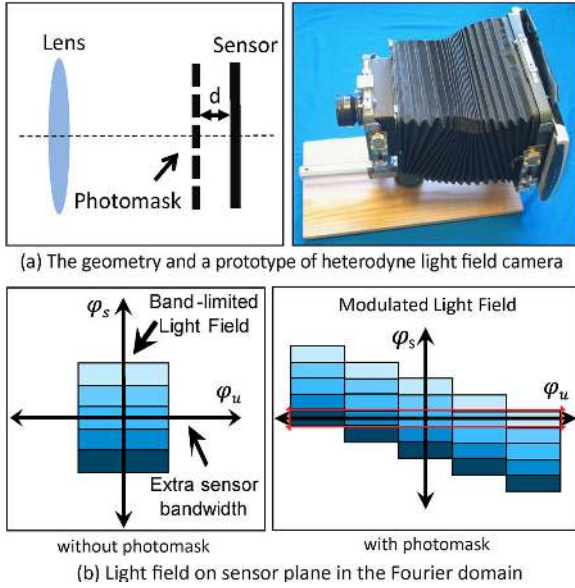 Lens
Sensor
d
Photomask
(a) The geometry and a prototype of heterodyne light field camera
φs
Band-limited
Light Field
φu
Extra sensor
bandwidth
without photomask
Modulated Light Field
φs
φu
with photomask
(b) Light field on sensor plane in the Fourier domain